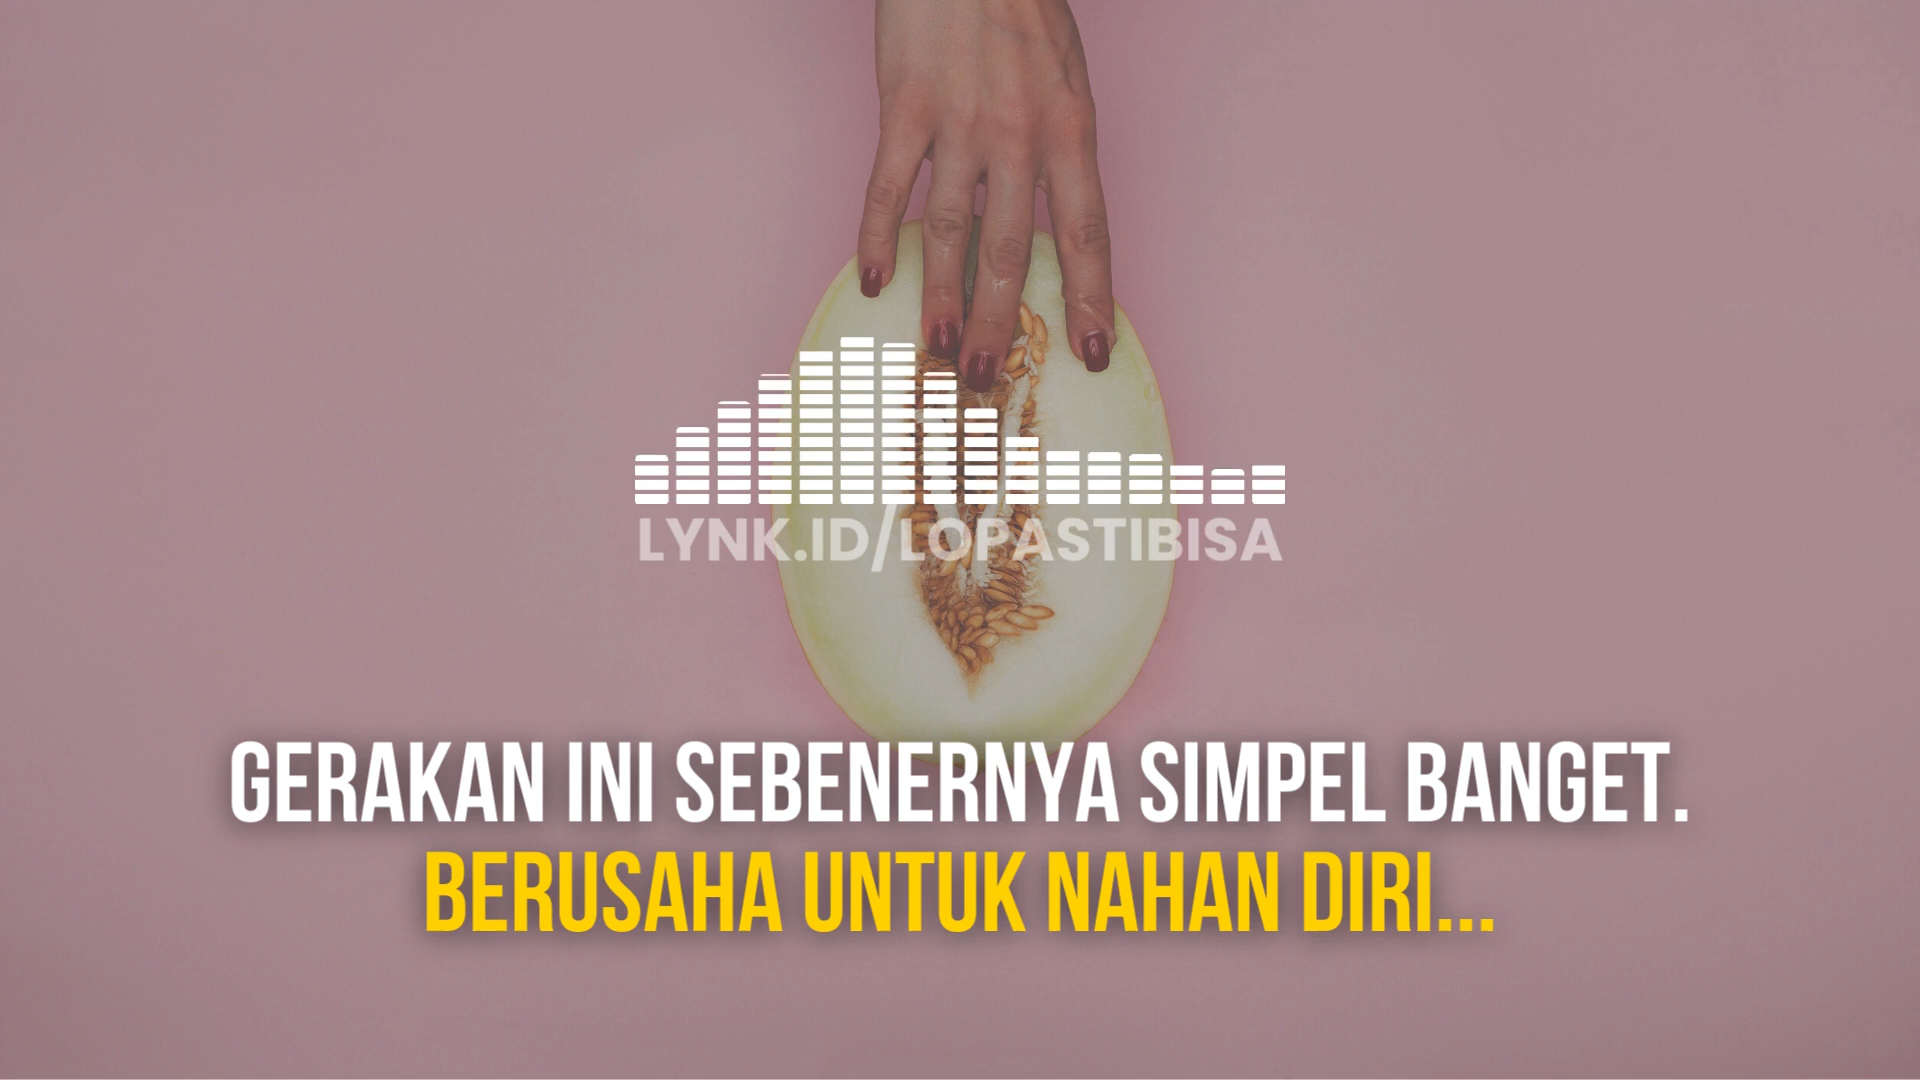 LYNK.ID/LOPASTIBISA
GERAKAN INI SEBENERNYA SIMPEL BANGET.
BERUSAHA UNTUK NAHAN DIRI...